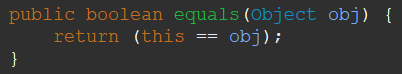 public boolean equals(Object obj) {
    return (this == obj);
}